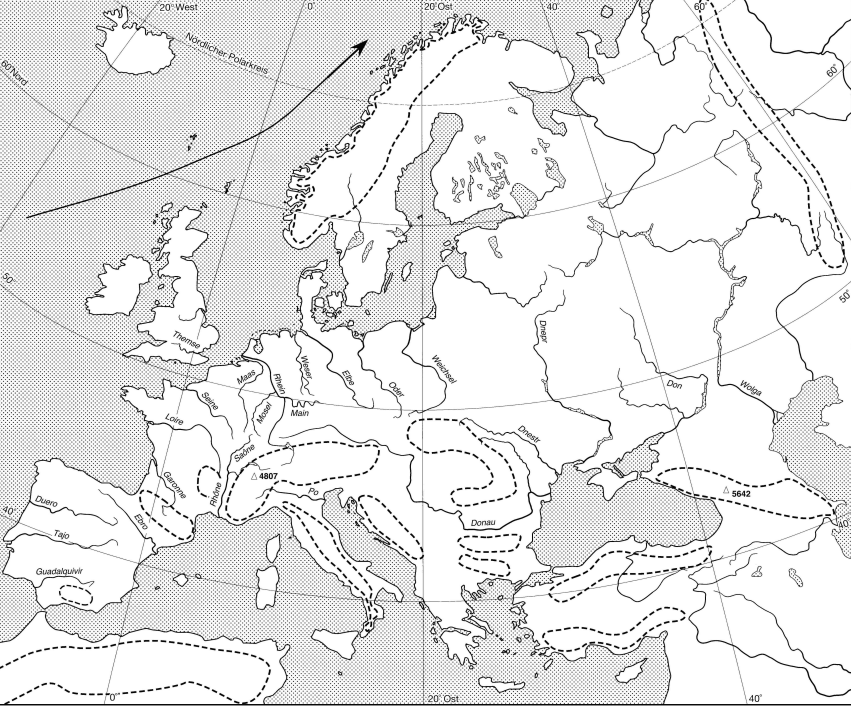 20° West
0°
20° Ost
40°
60°
Nördlicher Polarkreis
60° Nord
60°
50°
50°
Themse
Maas
Rhein
Weser
Elbe
Oder
Weichsel
Dnepr
Don
Wolga
Seine
Mosel
Main
Loire
Dnestr
Saône
4807
Garonne
Rhône
Po
5642
Duero
Ebro
Donau
40°
40°
Tajo
Guadalquivir
0°
20° Ost
40°